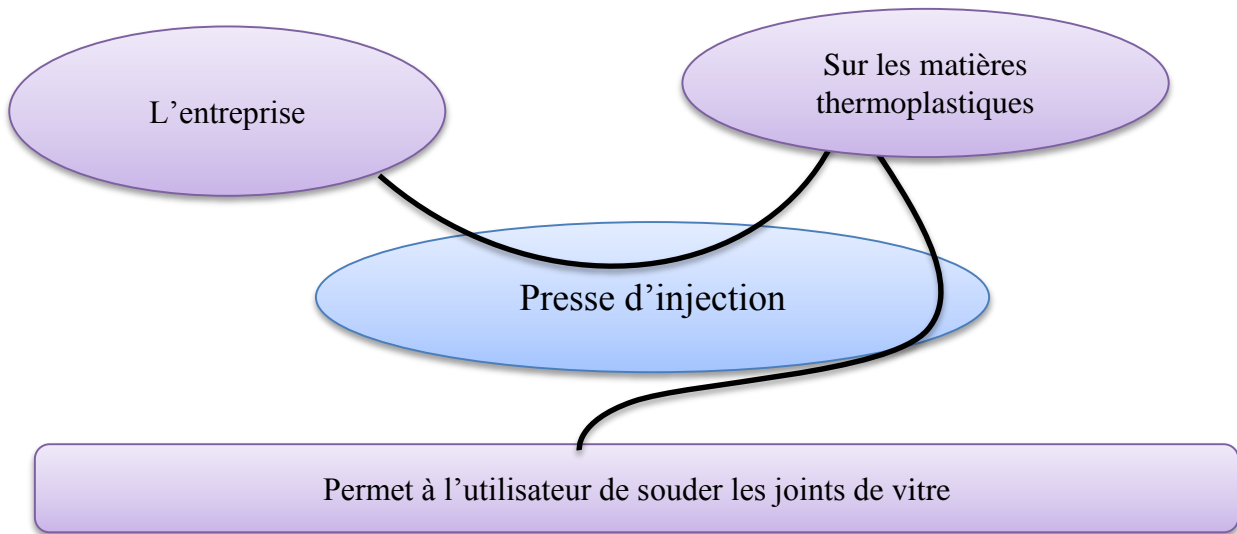 L’entreprise
Sur les matières
thermoplastiques
Presse d’injection
Permet à l’utilisateur de souder les joints de vitre